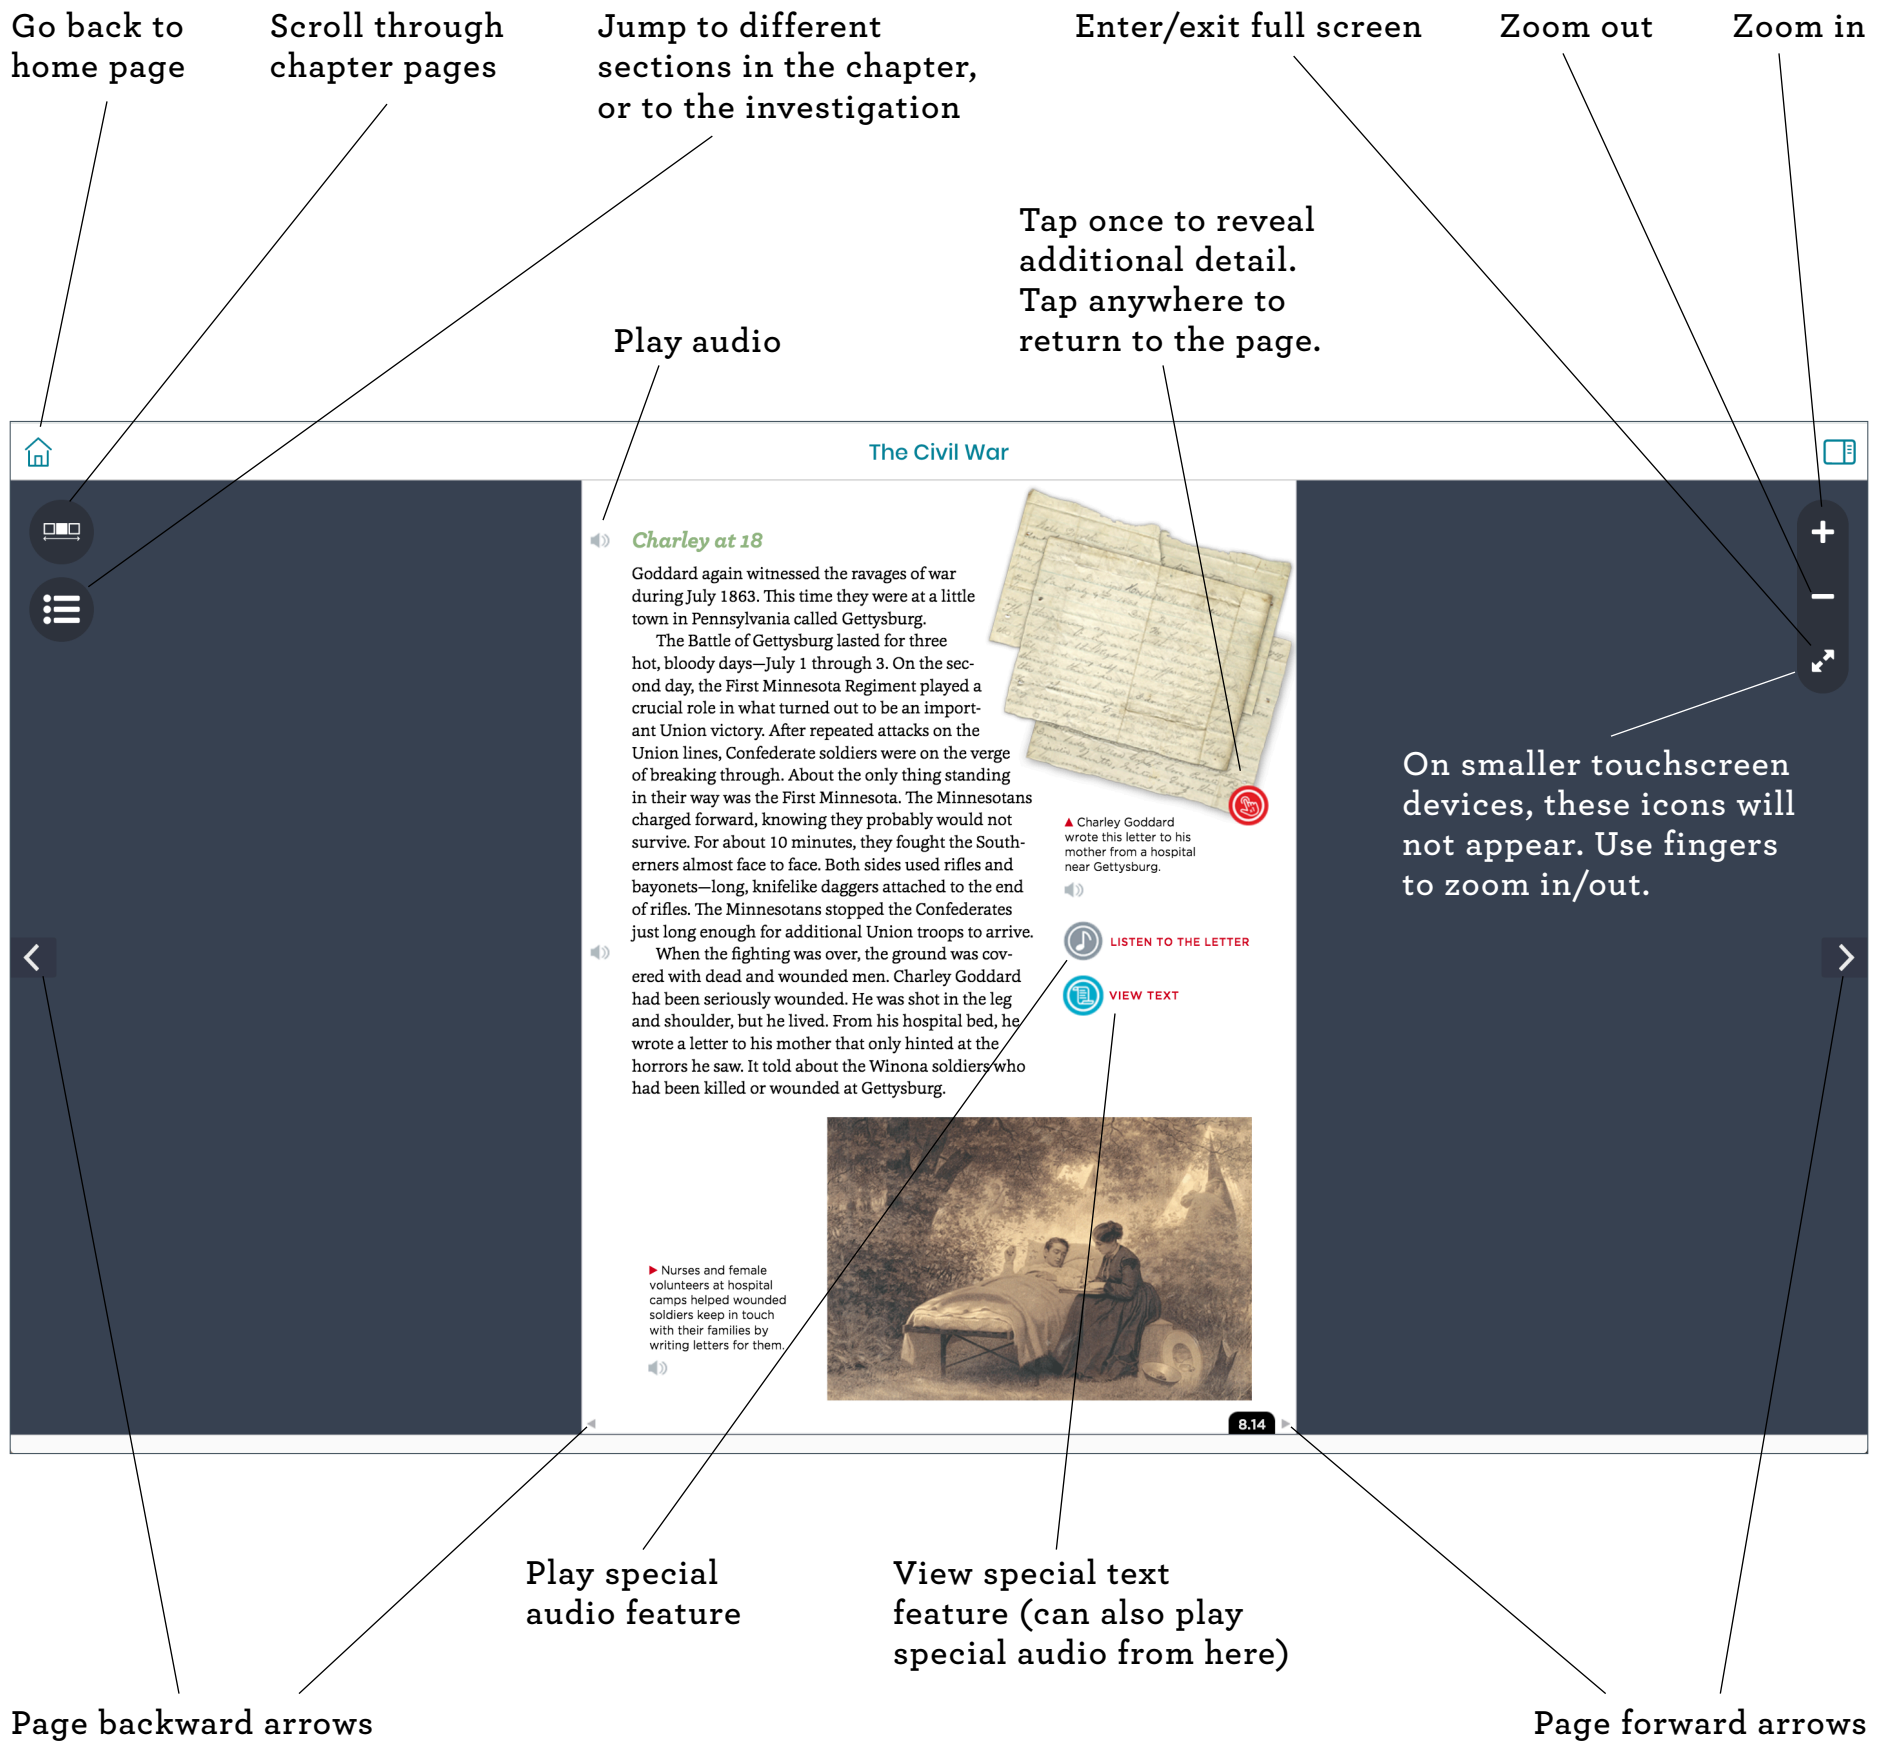 Go back to
home page
Scroll through
chapter pages
Jump to different
sections in the chapter,
or to the investigation
Enter/exit full screen
Zoom out
Zoom in
Tap once to reveal
additional detail.
Tap anywhere to
return to the page.
Play audio
The Civil War
Charley at 18
Goddard again witnessed the ravages of war
during July 1863. This time they were at a little
town in Pennsylvania called Gettysburg.
The Battle of Gettysburg lasted for three
hot, bloody days—July 1 through 3. On the sec-
ond day, the First Minnesota Regiment played a
crucial role in what turned out to be an import-
ant Union victory. After repeated attacks on the
Union lines, Confederate soldiers were on the verge
of breaking through. About the only thing standing
in their way was the First Minnesota. The Minnesotans
charged forward, knowing they probably would not
survive. For about 10 minutes, they fought the South-
erners almost face to face. Both sides used rifles and
bayonets—long, knifelike daggers attached to the end
of rifles. The Minnesotans stopped the Confederates
just long enough for additional Union troops to arrive.
When the fighting was over, the ground was cov-
ered with dead and wounded men. Charley Goddard
had been seriously wounded. He was shot in the leg
and shoulder, but he lived. From his hospital bed, he
wrote a letter to his mother that only hinted at the
horrors he saw. It told about the Winona soldiers who
had been killed or wounded at Gettysburg.
▲ Charley Goddard
wrote this letter to his
mother from a hospital
near Gettysburg.
LISTEN TO THE LETTER
VIEW TEXT
On smaller touchscreen
devices, these icons will
not appear. Use fingers
to zoom in/out.
▶ Nurses and female
volunteers at hospital
camps helped wounded
soldiers keep in touch
with their families by
writing letters for them.
8.14
Play special
audio feature
View special text
feature (can also play
special audio from here)
Page backward arrows
Page forward arrows